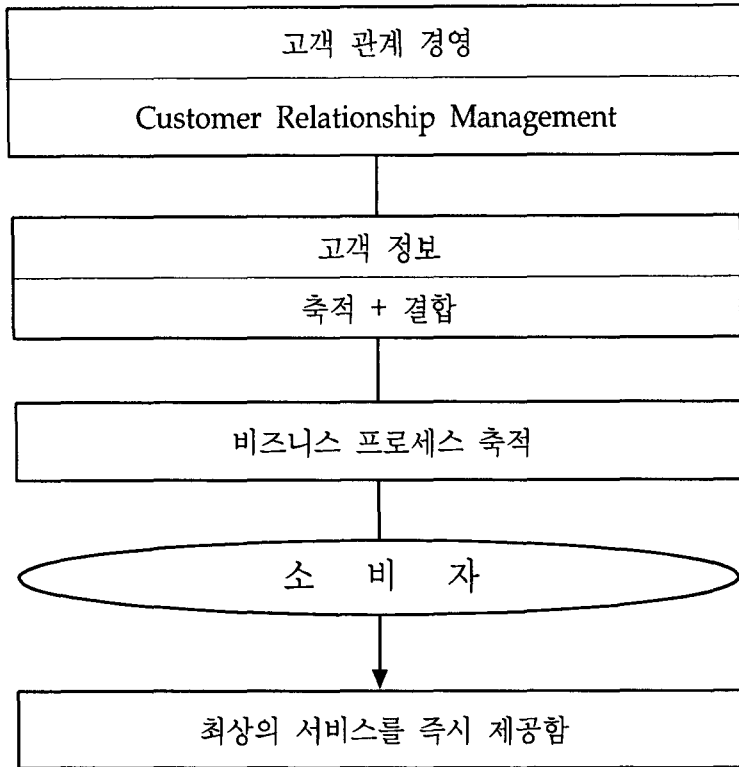 고객 관계 경영
Customer Relationship Management
고객 정보
축적 + 결합
비즈니스 프로세스 축적
소 비 자
최상의 서비스를 즉시 제공함